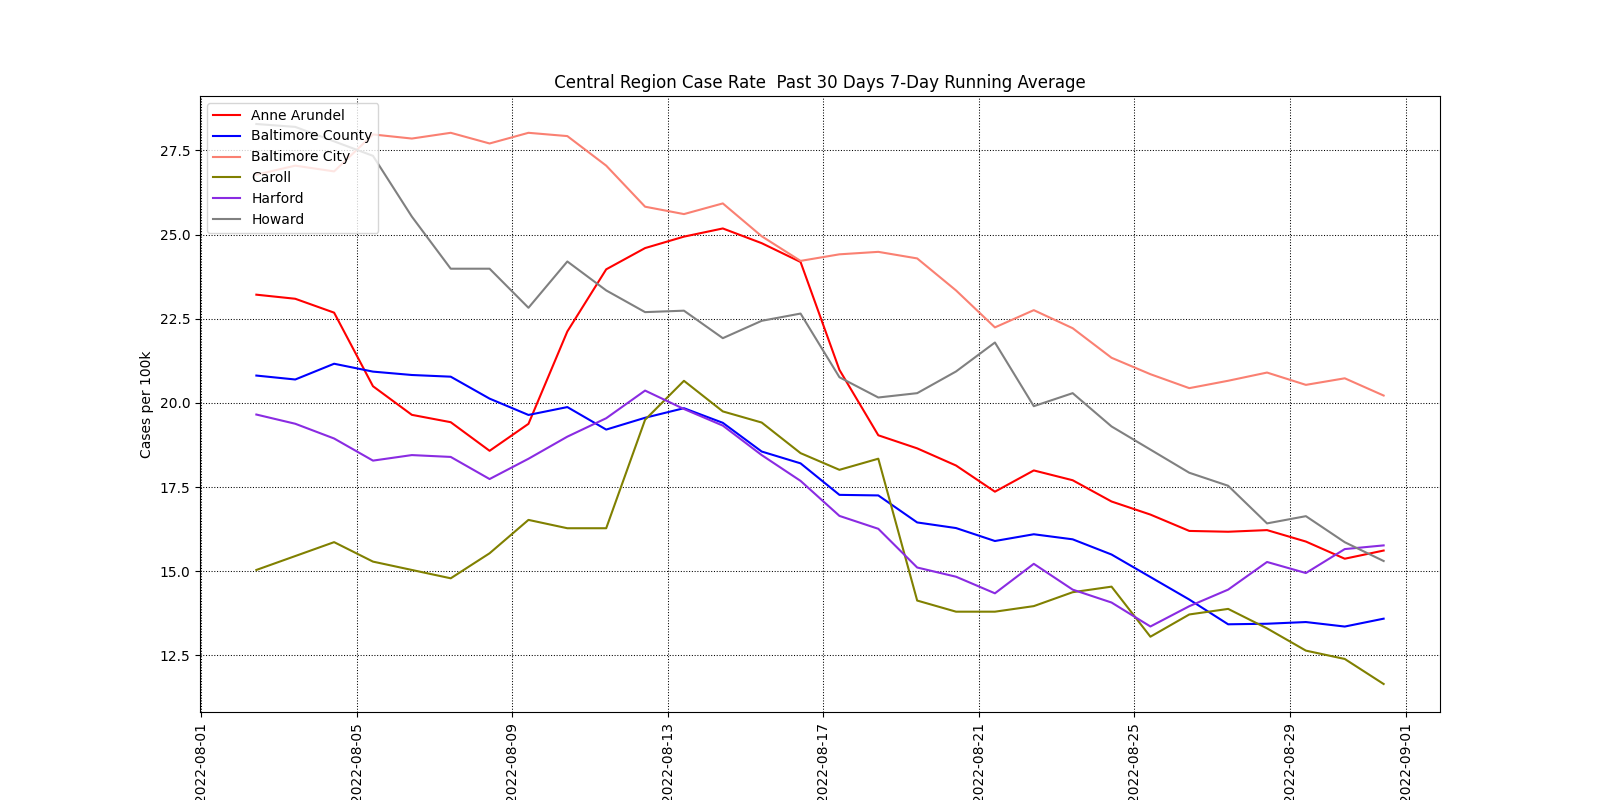 Central Region Case Rate  Past 30 Days 7-Day Running Average
Anne Arundel
Baltimore County
Baltimore City
Caroll
Harford
Howard
Cases per 100k
27.5
25.0
22.5
20.0
17.5
15.0
12.5
2022-08-01
2022-08-05
2022-08-09
2022-08-13
2022-08-17
2022-08-21
2022-08-25
2022-08-29
2022-09-01